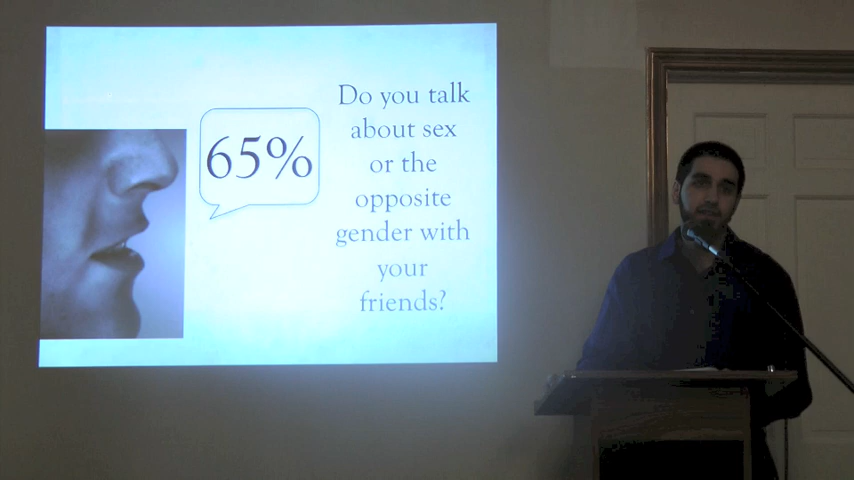 65%
Do you talk
about sex
or the
opposite
gender with
your
friends?